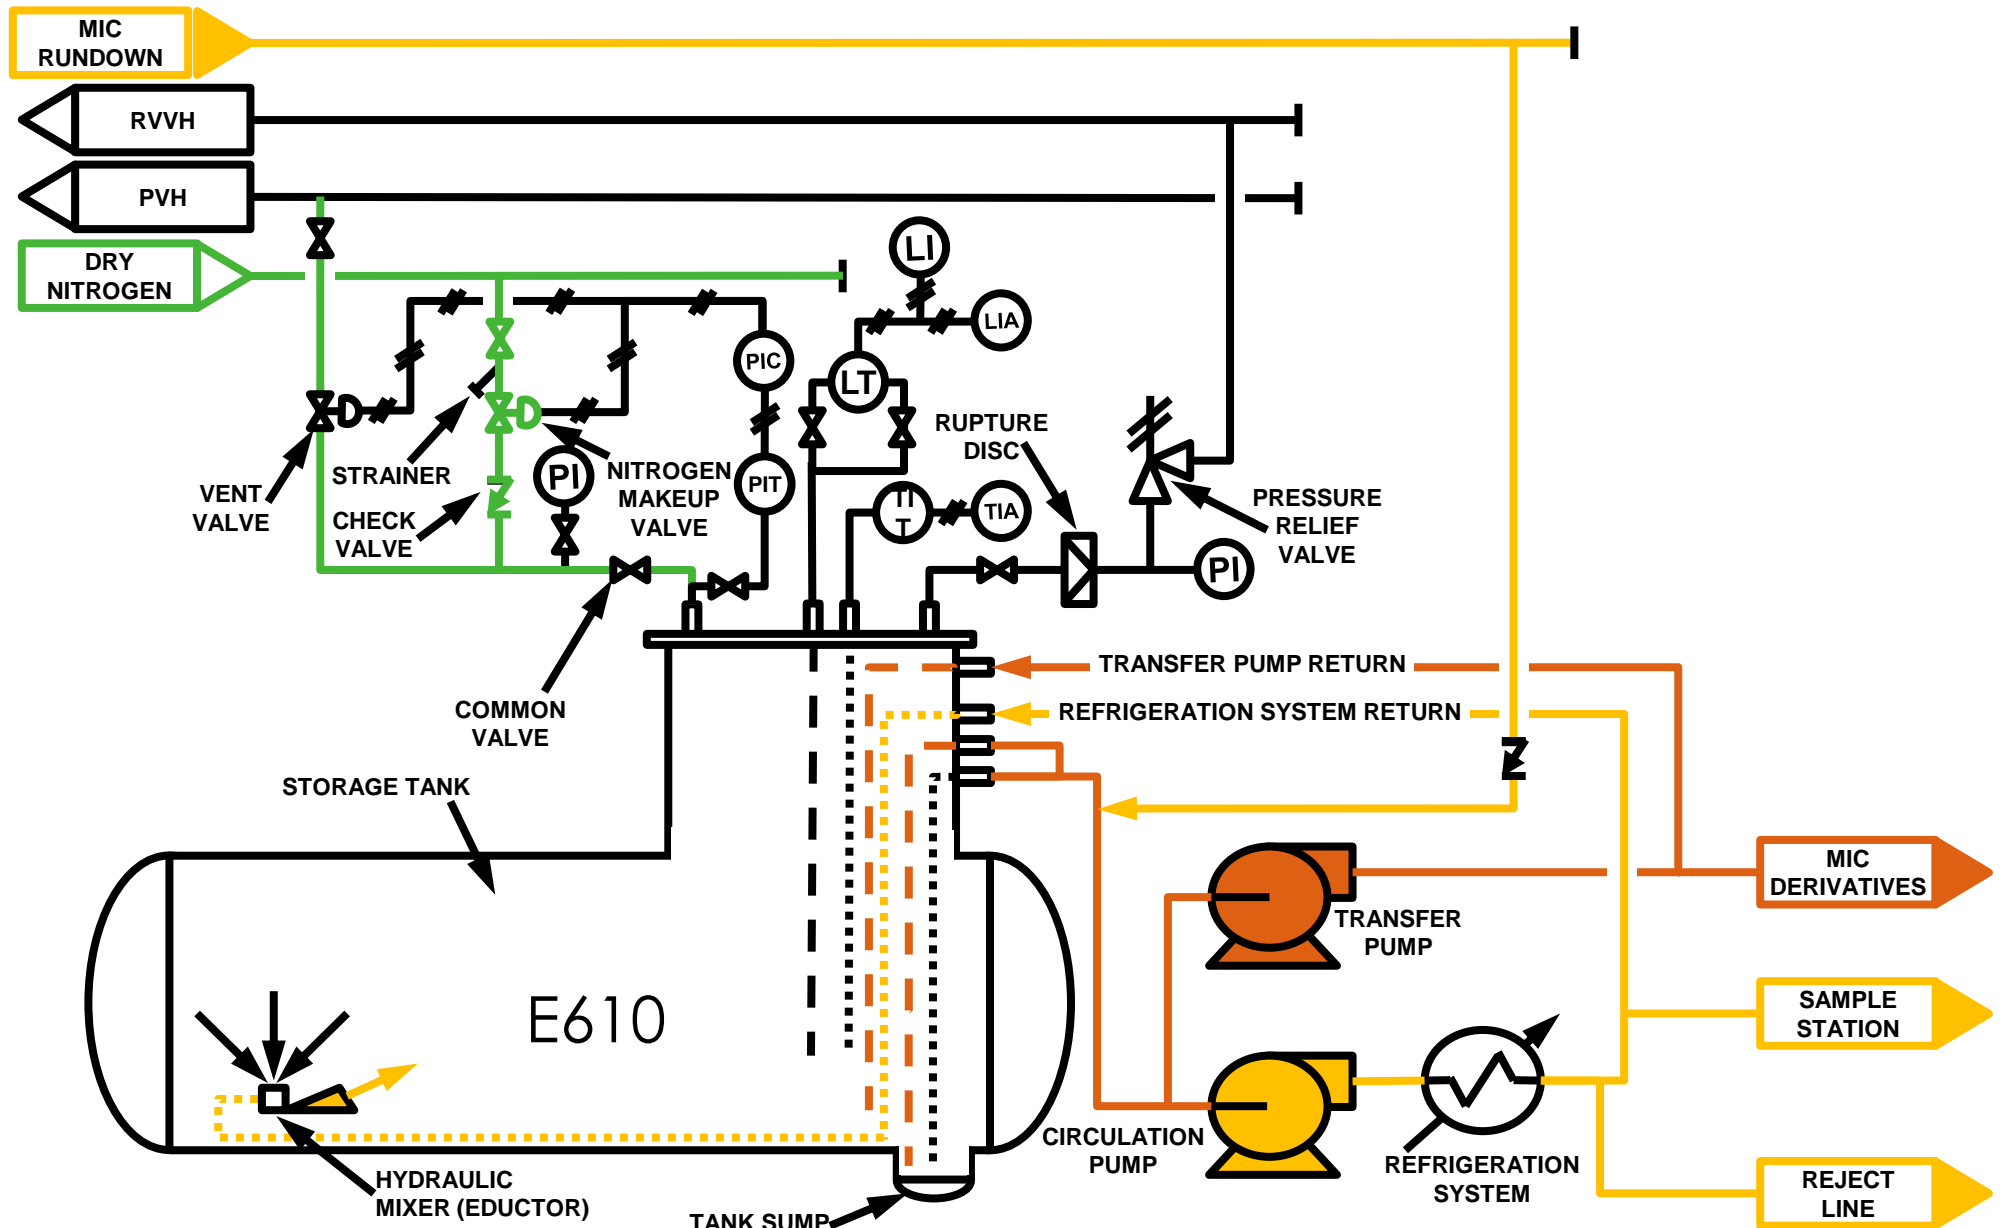 MIC
RUNDOWN
RVVH
PVH
DRY
NITROGEN
LI
LIA
PIC
LT
RUPTURE
DISC
STRAINER
PI
NITROGEN
MAKEUP
VALVE
PIT
VENT
VALVE
CHECK
VALVE
TI
T
TIA
PRESSURE
RELIEF
VALVE
PI
TRANSFER PUMP RETURN
REFRIGERATION SYSTEM RETURN
COMMON
VALVE
STORAGE TANK
MIC
DERIVATIVES
TRANSFER
PUMP
E610
SAMPLE
STATION
CIRCULATION
PUMP
REFRIGERATION
SYSTEM
HYDRAULIC
MIXER (EDUCTOR)
REJECT
LINE
TANK SUMP